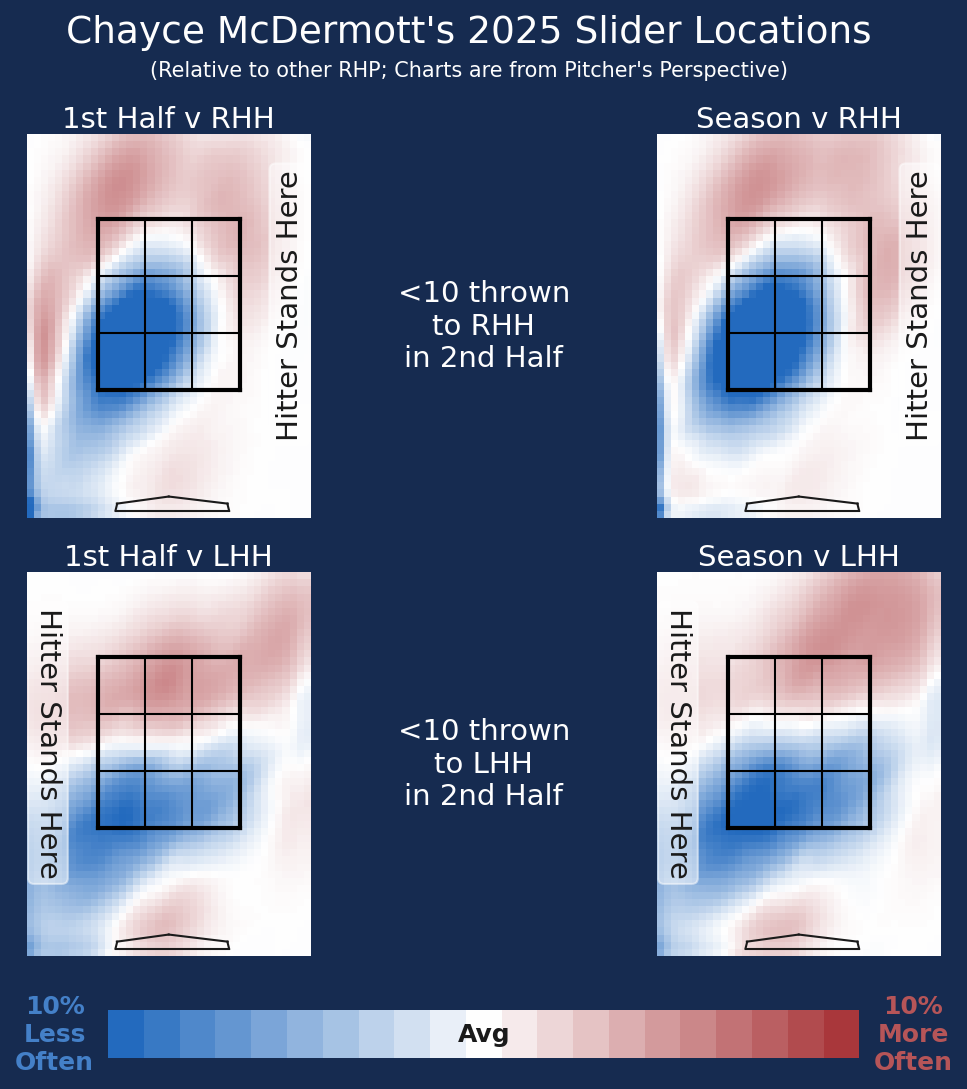 Chayce McDermott's 2025 Slider Locations
(Relative to other RHP; Charts are from Pitcher's Perspective)
1st Half v RHH
Season v RHH
Hitter Stands Here
<10 thrown
to RHH
in 2nd Half
Hitter Stands Here
1st Half v LHH
Season v LHH
Hitter Stands Here
<10 thrown
to LHH
in 2nd Half
Hitter Stands Here
10%
Less
Often
Avg
10%
More
Often